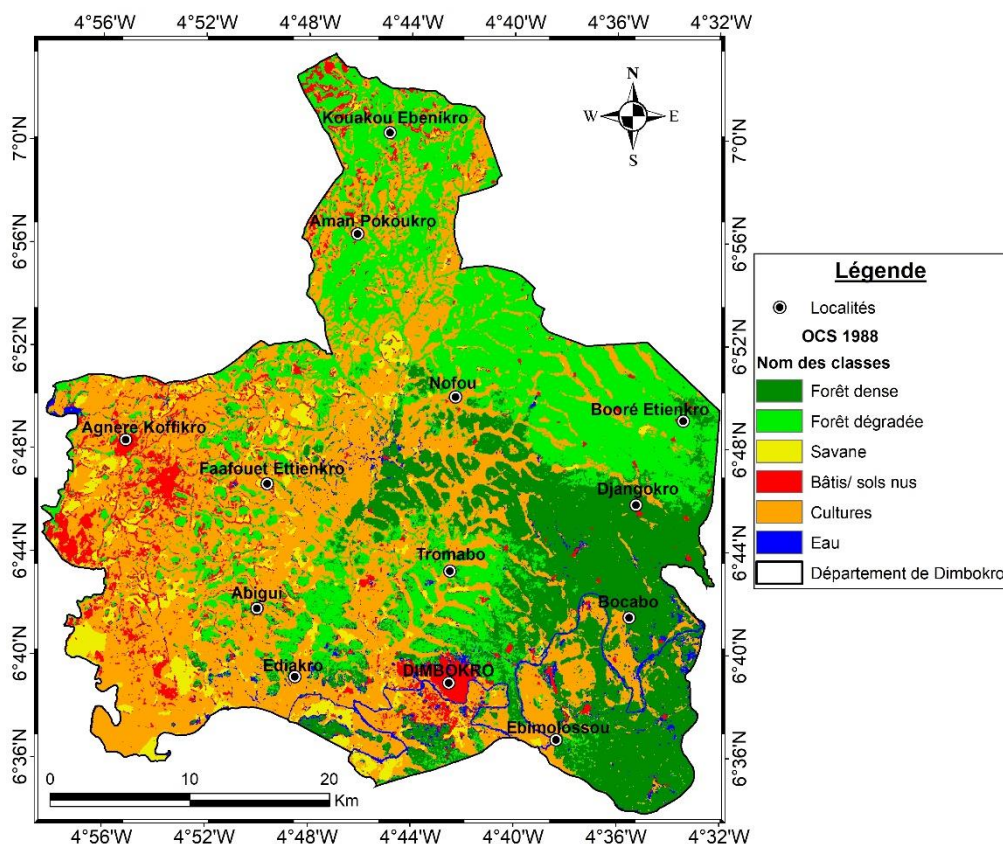 4°56'W 4°52'W 4°48'W 4°44'W 4°40'W 4°36'W 4°32'W
N
W E
S
7°0'N 7°0'N
Kouakou Ebenikro
Aman Pokoukro
6°56'N 6°56'N
6°52'N 6°52'N
Nofou
Booré Etienkro
Agnere Koffikro
6°48'N 6°48'N
Faafouet Ettienkro
Djangokro
6°44'N 6°44'N
Tromabo
Abigui
Bocabo
6°40'N 6°40'N
Ediakro
DIMBOKRO
Ebimolossou
6°36'N 6°36'N
0 10 20
Km
4°56'W 4°52'W 4°48'W 4°44'W 4°40'W 4°36'W 4°32'W
Légende
Localités
OCS 1988
Nom des classes
Forêt dense
Forêt dégradée
Savane
Bâtis/ sols nus
Cultures
Eau
Département de Dimbokro